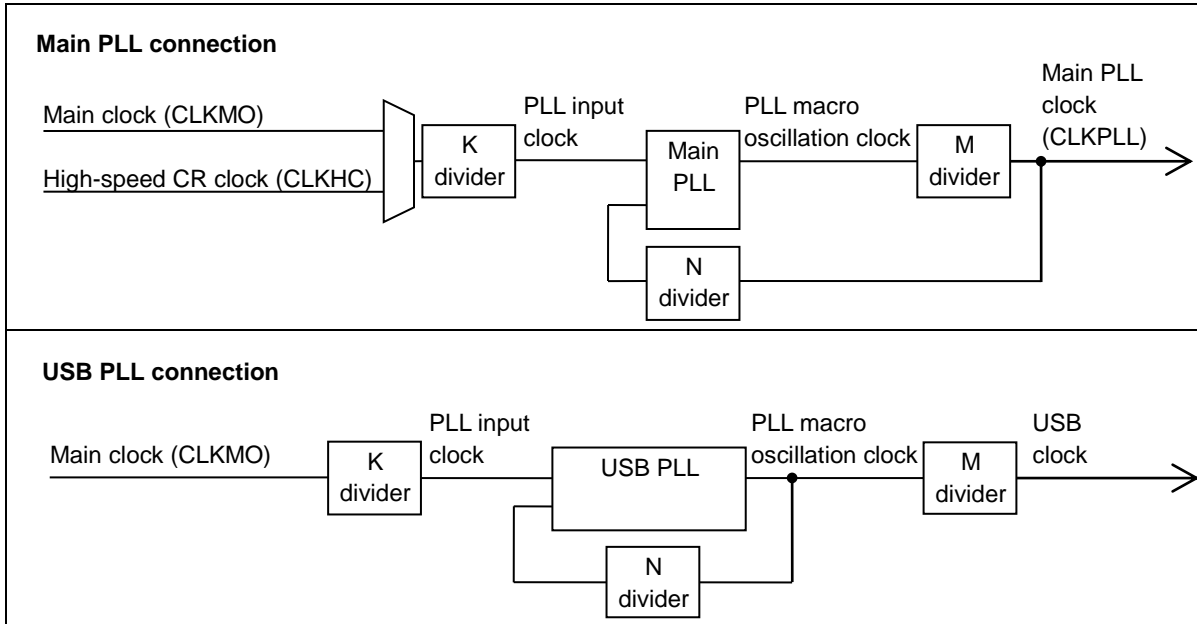 Main PLL connection
Main clock (CLKMO)
High-speed CR clock (CLKHC)
K
divider
PLL input
clock
Main
PLL
PLL macro
oscillation clock
M
divider
Main PLL
clock
(CLKPLL)
N
divider
USB PLL connection
Main clock (CLKMO)
K
divider
PLL input
clock
USB PLL
PLL macro
oscillation clock
M
divider
USB
clock
N
divider